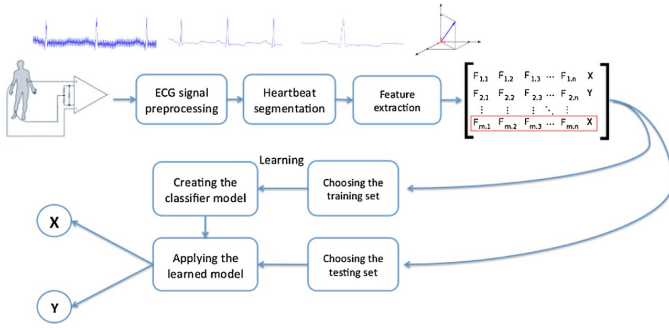 ECG signal
preprocessing
Heartbeat
segmentation
Feature
extraction
F1,1 F1,2 F1,3 ... F1,n X
F2,1 F2,2 F2,3 ... F2,n Y
⋮ ⋮ ⋮ ⋱ ⋮
Fm,1 Fm,2 Fm,3 ... Fm,n X
Learning
Creating the
classifier model
Choosing the
training set
X
Applying the
learned model
Choosing the
testing set
Y